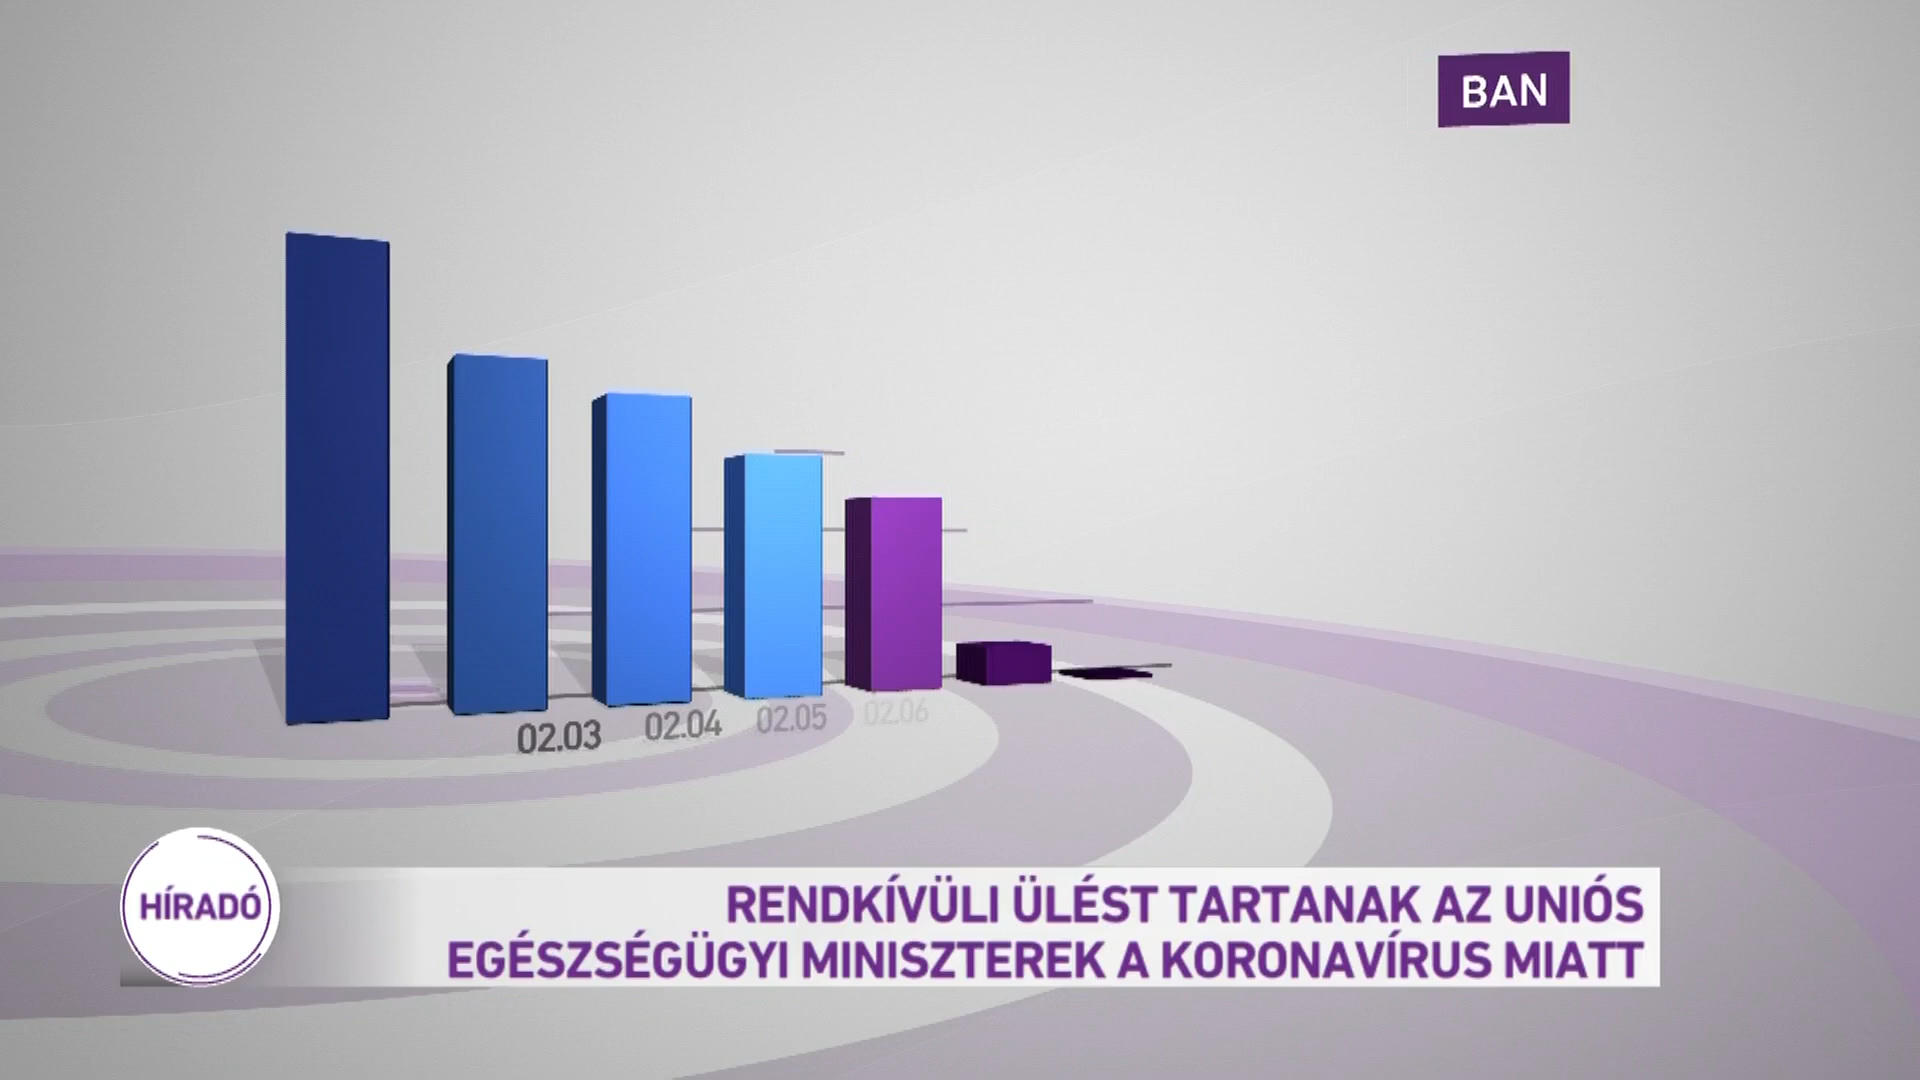 BAN
02.03
02.04
02.05
02.06
HÍRADÓ
RENDKÍVÜLI ÜLÉST TARTANAK AZ UNIÓS
EGÉSZSÉGÜGYI MINISZTEREK A KORONAVÍRUS MIATT